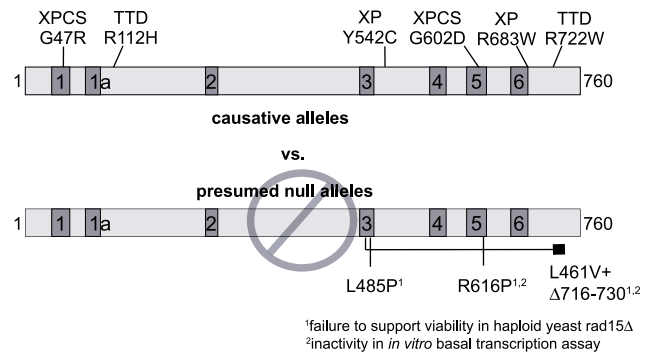 XPCS TTD XP XPCS XP TTD
G47R R112H Y542C G602D R683W R722W
1 1 1a 2 3 4 5 6 760
causative alleles
vs.
presumed null alleles
1 1 1a 2 3 4 5 6 760
L485P¹ R616P¹,² L461V+
Δ716-730¹,²
¹failure to support viability in haploid yeast rad15Δ
²inactivity in in vitro basal transcription assay